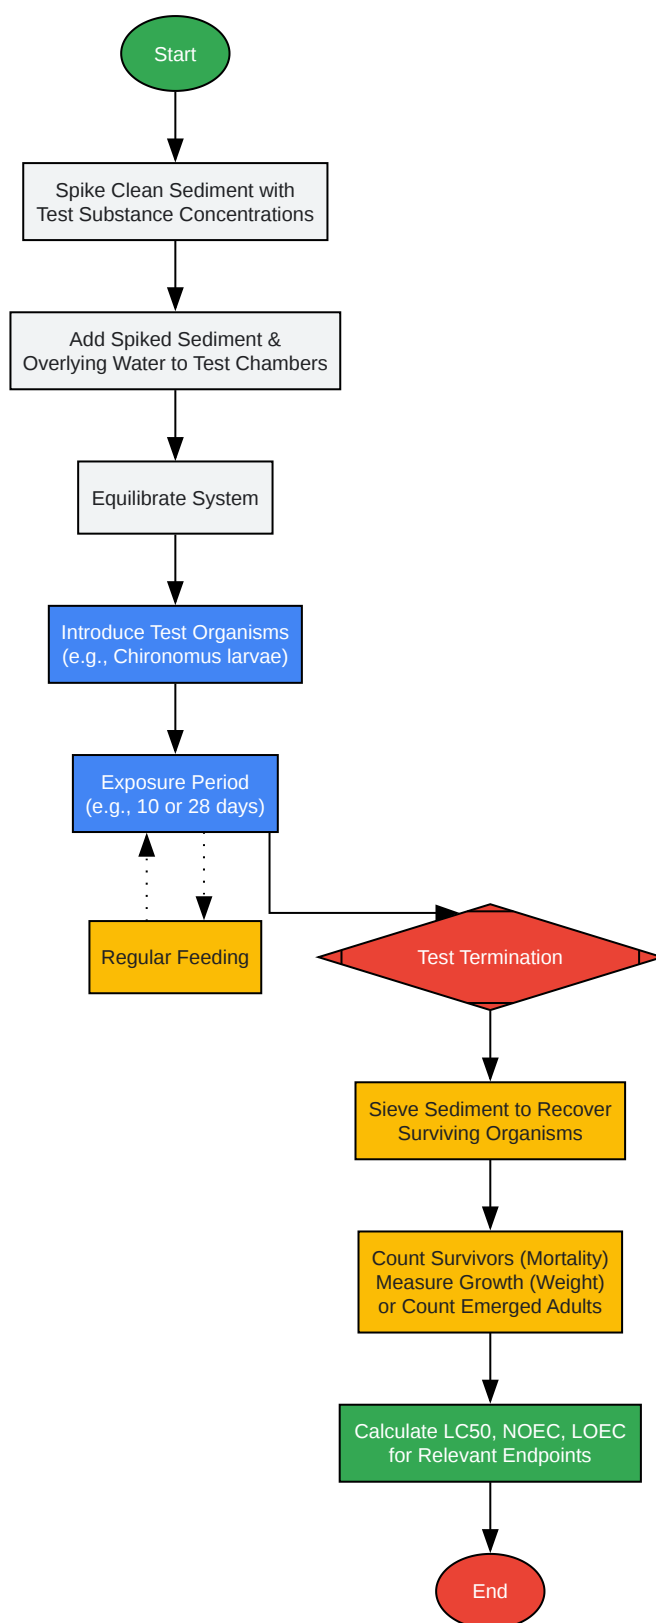 Start
Spike Clean Sediment with
Test Substance Concentrations
Add Spiked Sediment &
Overlying Water to Test Chambers
Equilibrate System
Introduce Test Organisms
(e.g., Chironomus larvae)
Exposure Period
(e.g., 10 or 28 days)
Regular Feeding
Test Termination
Sieve Sediment to Recover
Surviving Organisms
Count Survivors (Mortality)
Measure Growth (Weight)
or Count Emerged Adults
Calculate LC50, NOEC, LOEC
for Relevant Endpoints
End